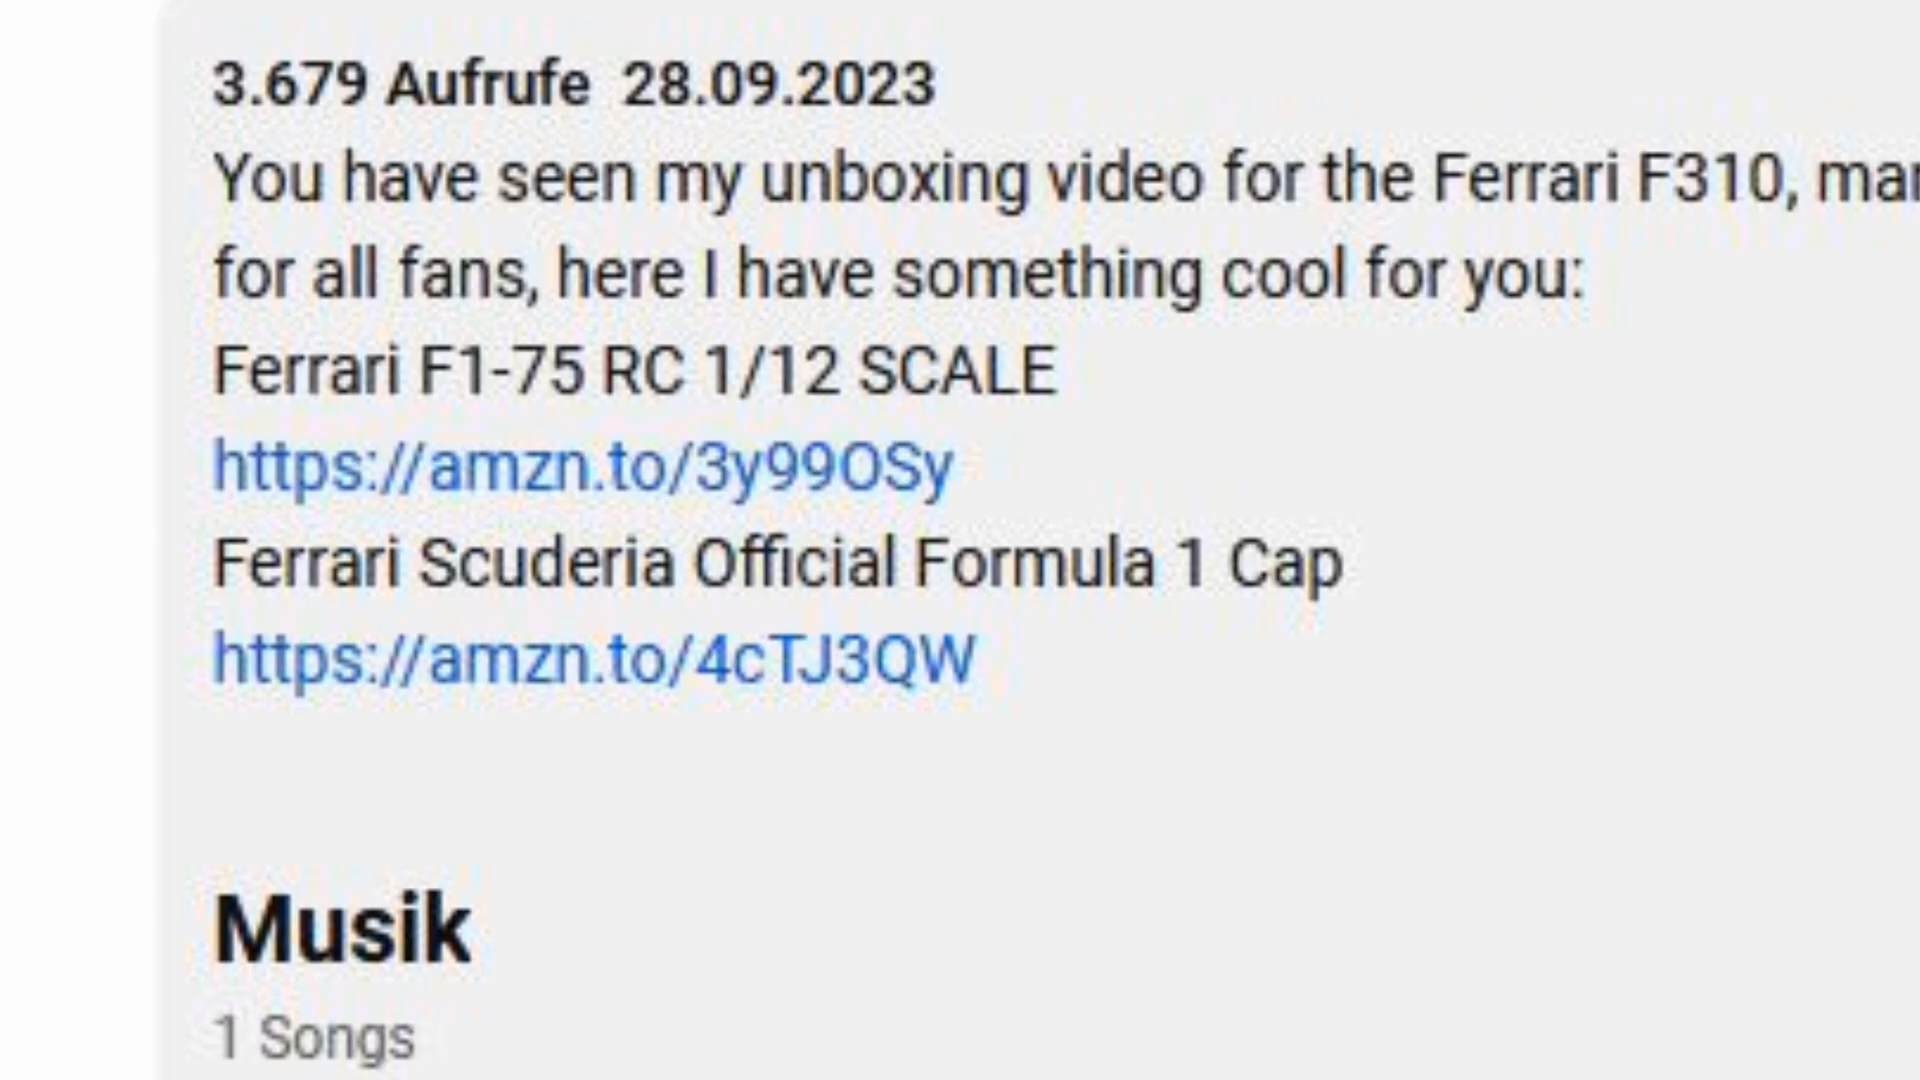 3.679 Aufrufe 28.09.2023
You have seen my unboxing video for the Ferrari F310,
for all fans, here I have something cool for you:
Ferrari F1-75 RC 1/12 SCALE
https://amzn.to/3y99OSy
Ferrari Scuderia Official Formula 1 Cap
https://amzn.to/4cTJ3QW
Musik
1 Songs